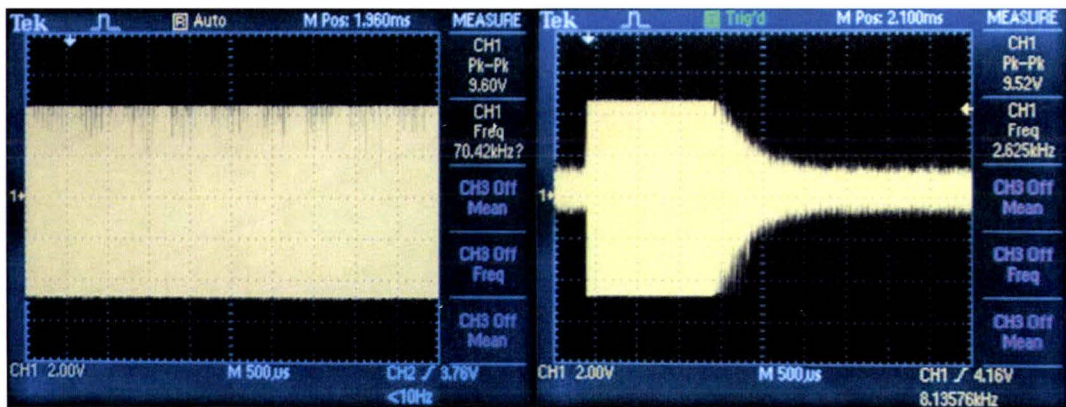 Tek R Auto M Pos: 1.960ms MEASURE
CH1
Pk-Pk
9.60V
CH1
Freq
70.42kHz?
1+
CH3 Off
Mean
CH3 Off
Freq
CH3 Off
Mean
CH1 2.00V M 500µs CH2 3.76V
<10Hz
Tek Trig'd M Pos: 2.100ms MEASURE
CH1
Pk-Pk
9.52V
CH1
Freq
2.625kHz
1+
CH3 Off
Mean
CH3 Off
Freq
CH3 Off
Mean
CH1 2.00V M 500µs CH1 4.16V
8.13576kHz